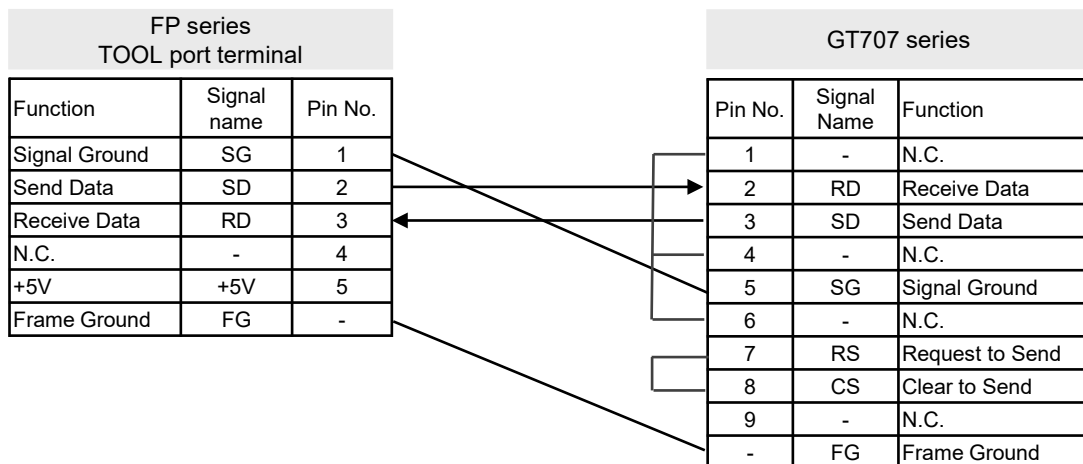 FP series
TOOL port terminal
Function Signal name Pin No.
Signal Ground SG 1
Send Data SD 2
Receive Data RD 3
N.C. - 4
+5V +5V 5
Frame Ground FG -
GT707 series
Pin No. Signal Name Function
1 - N.C.
2 RD Receive Data
3 SD Send Data
4 - N.C.
5 SG Signal Ground
6 - N.C.
7 RS Request to Send
8 CS Clear to Send
9 - N.C.
- FG Frame Ground